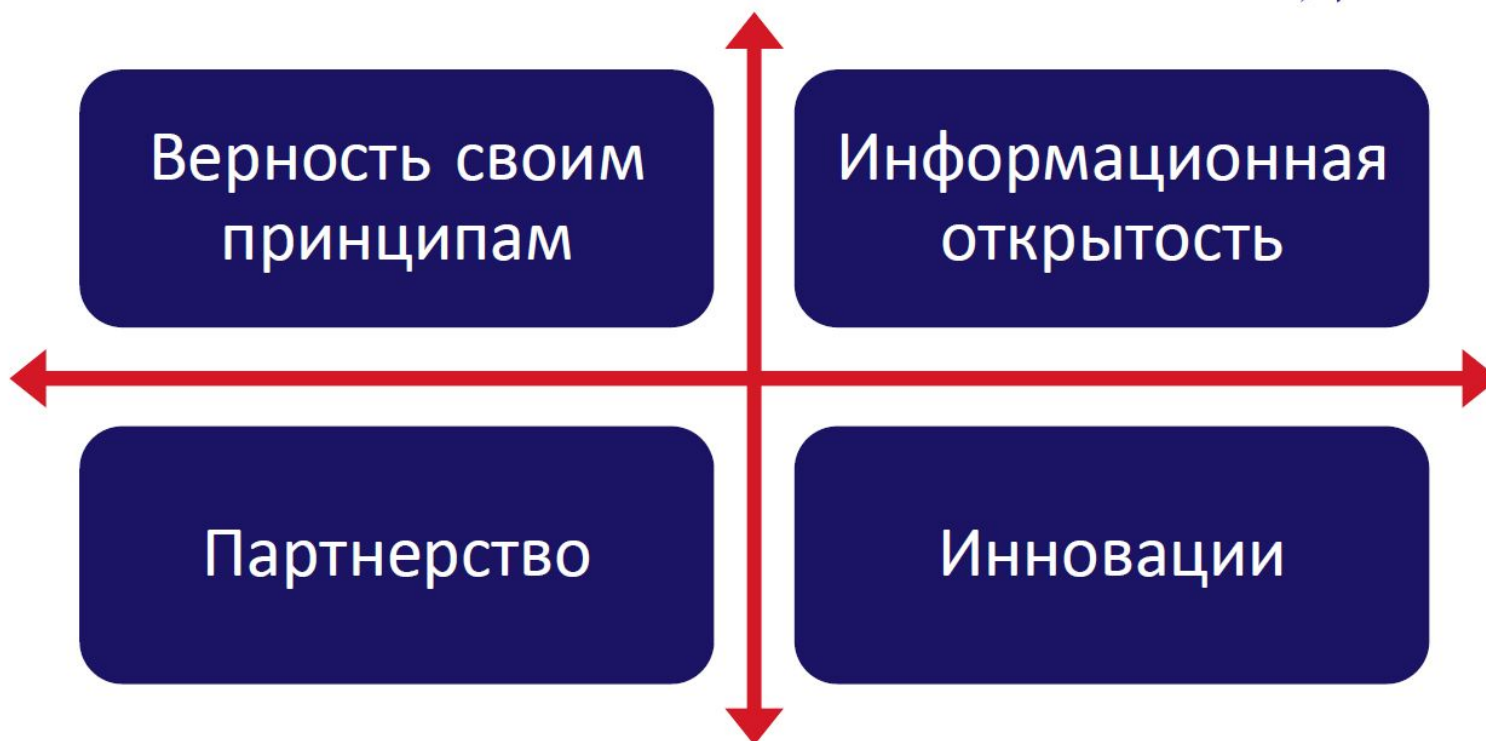 Верность своим
принципам
Информационная
открытость
Партнерство
Инновации